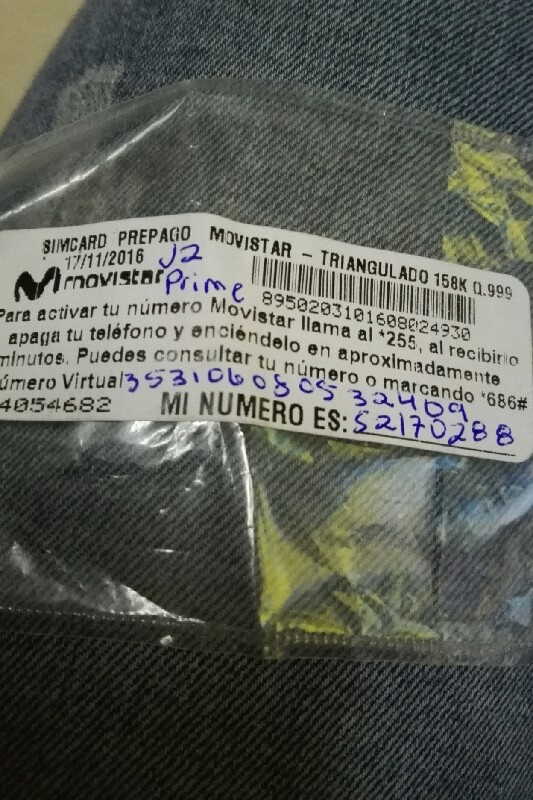 SIMCARD PREPAGO MOVISTAR - TRIANGULADO 158K Q.999
17/11/2016 J2
movistar Prime
8950203101608024930
Para activar tu número Movistar llama al *255, al recibirlo
apaga tu teléfono y enciéndelo en aproximadamente
minutos. Puedes consultar tu número o marcando *686#
úmero Virtual 353106080532409
4054682 MI NUMERO ES: 52170288